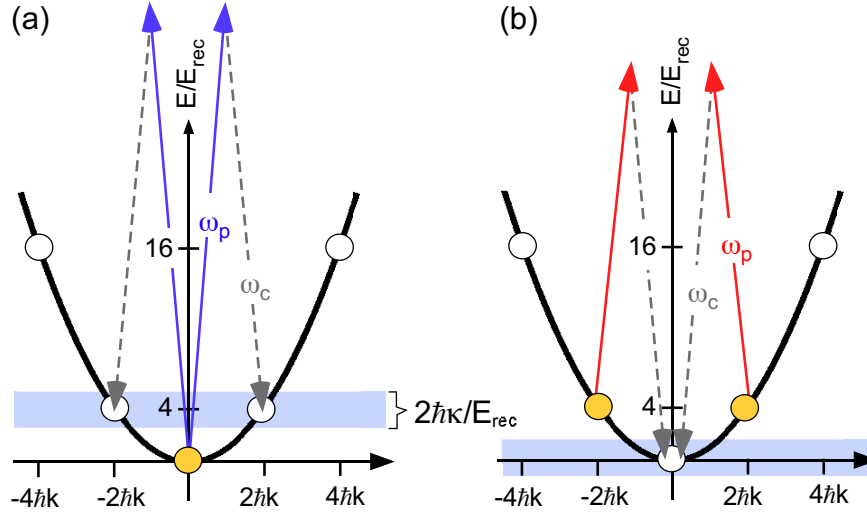 (a)
E/E_rec
16
ω_p
ω_c
4
2ħκ/E_rec
-4ħk
-2ħk
2ħk
4ħk
(b)
E/E_rec
16
ω_p
ω_c
4
-4ħk
-2ħk
2ħk
4ħk